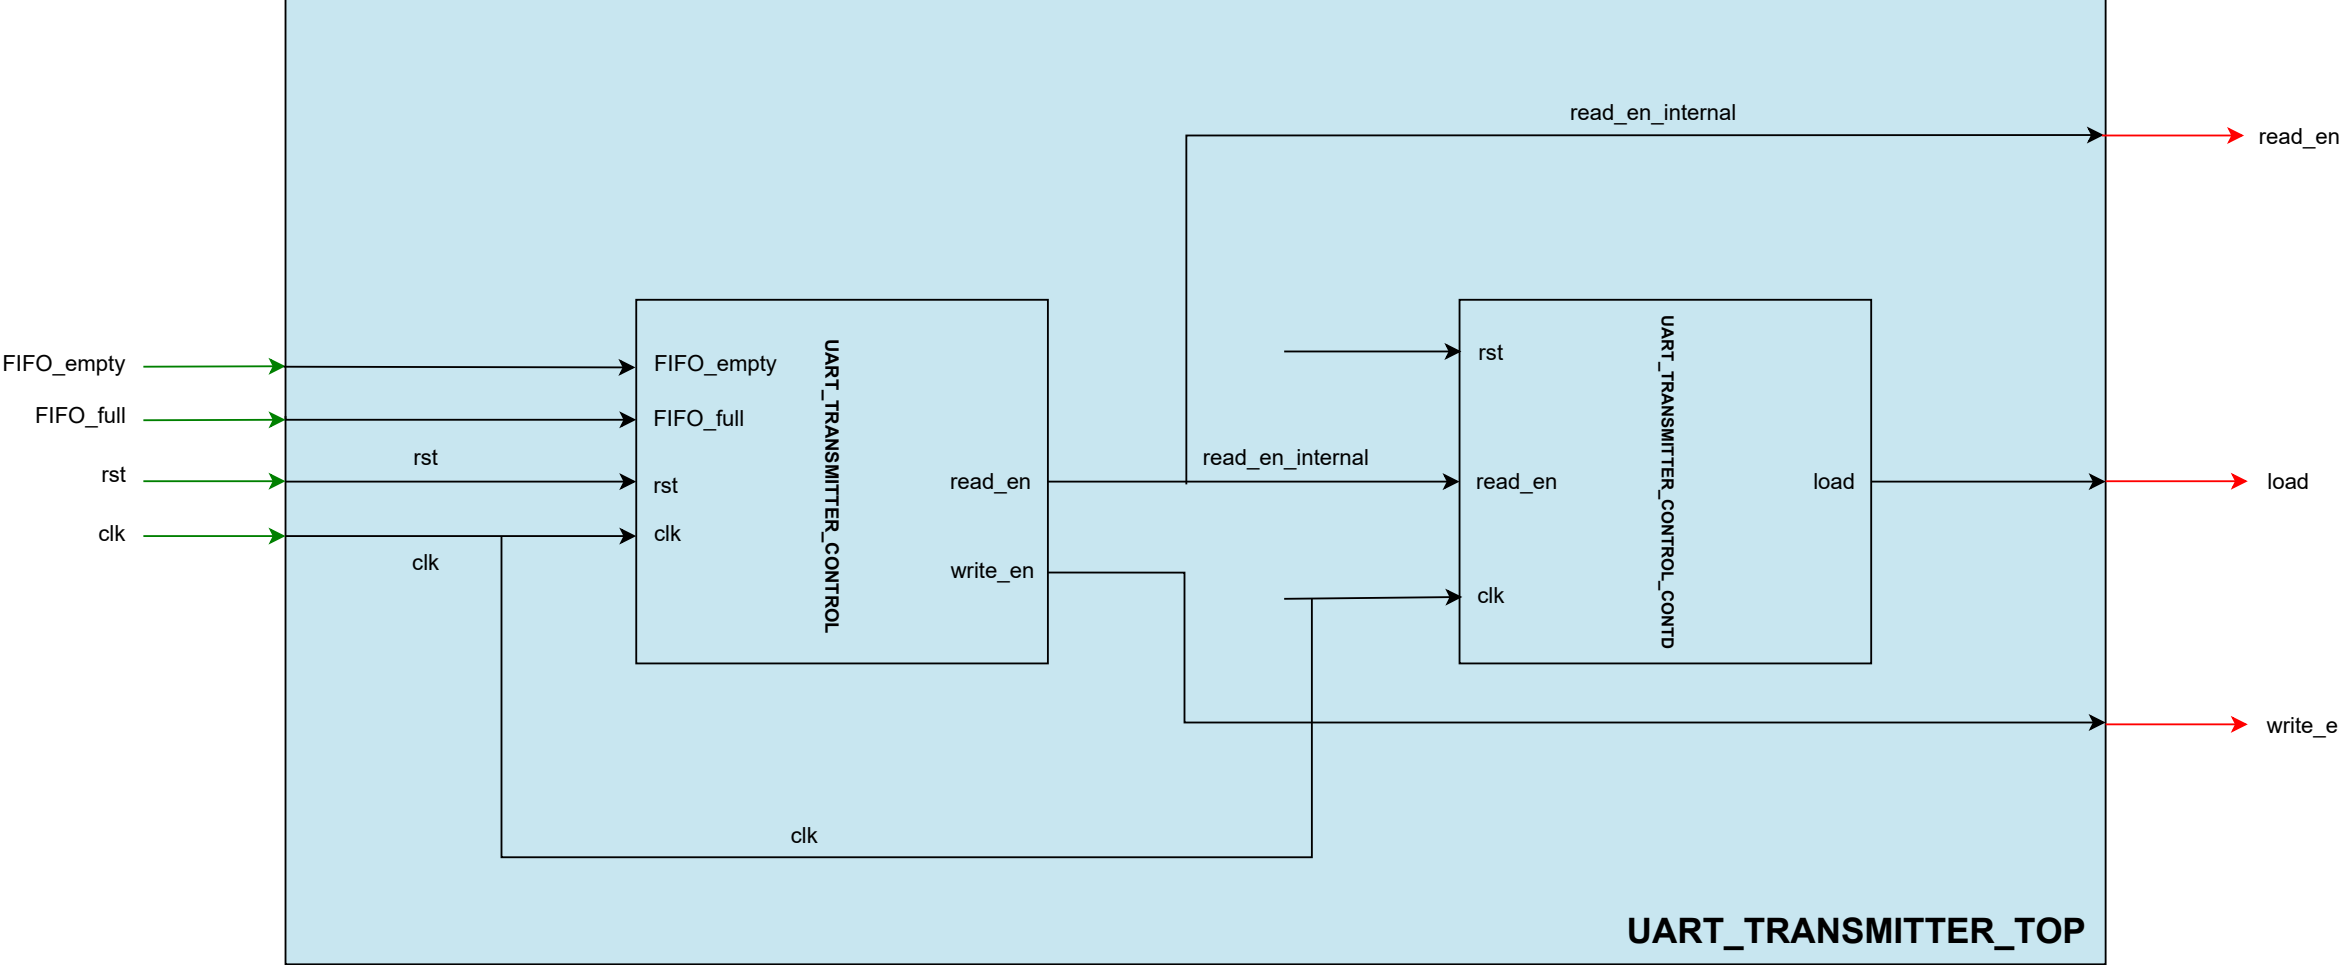 read_en_internal
read_en
FIFO_empty
FIFO_full
rst
clk
rst
clk
FIFO_empty
FIFO_full
rst
clk
UART_TRANSMITTER_CONTROL
read_en
write_en
read_en_internal
rst
read_en
clk
UART_TRANSMITTER_CONTROL_CONTD
load
load
write_e
clk
UART_TRANSMITTER_TOP